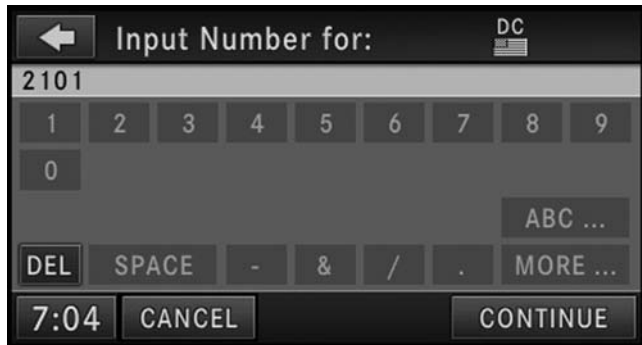 Input Number for: DC
2101
1 2 3 4 5 6 7 8 9
0
ABC ...
DEL SPACE - & / . MORE ...
7:04 CANCEL CONTINUE